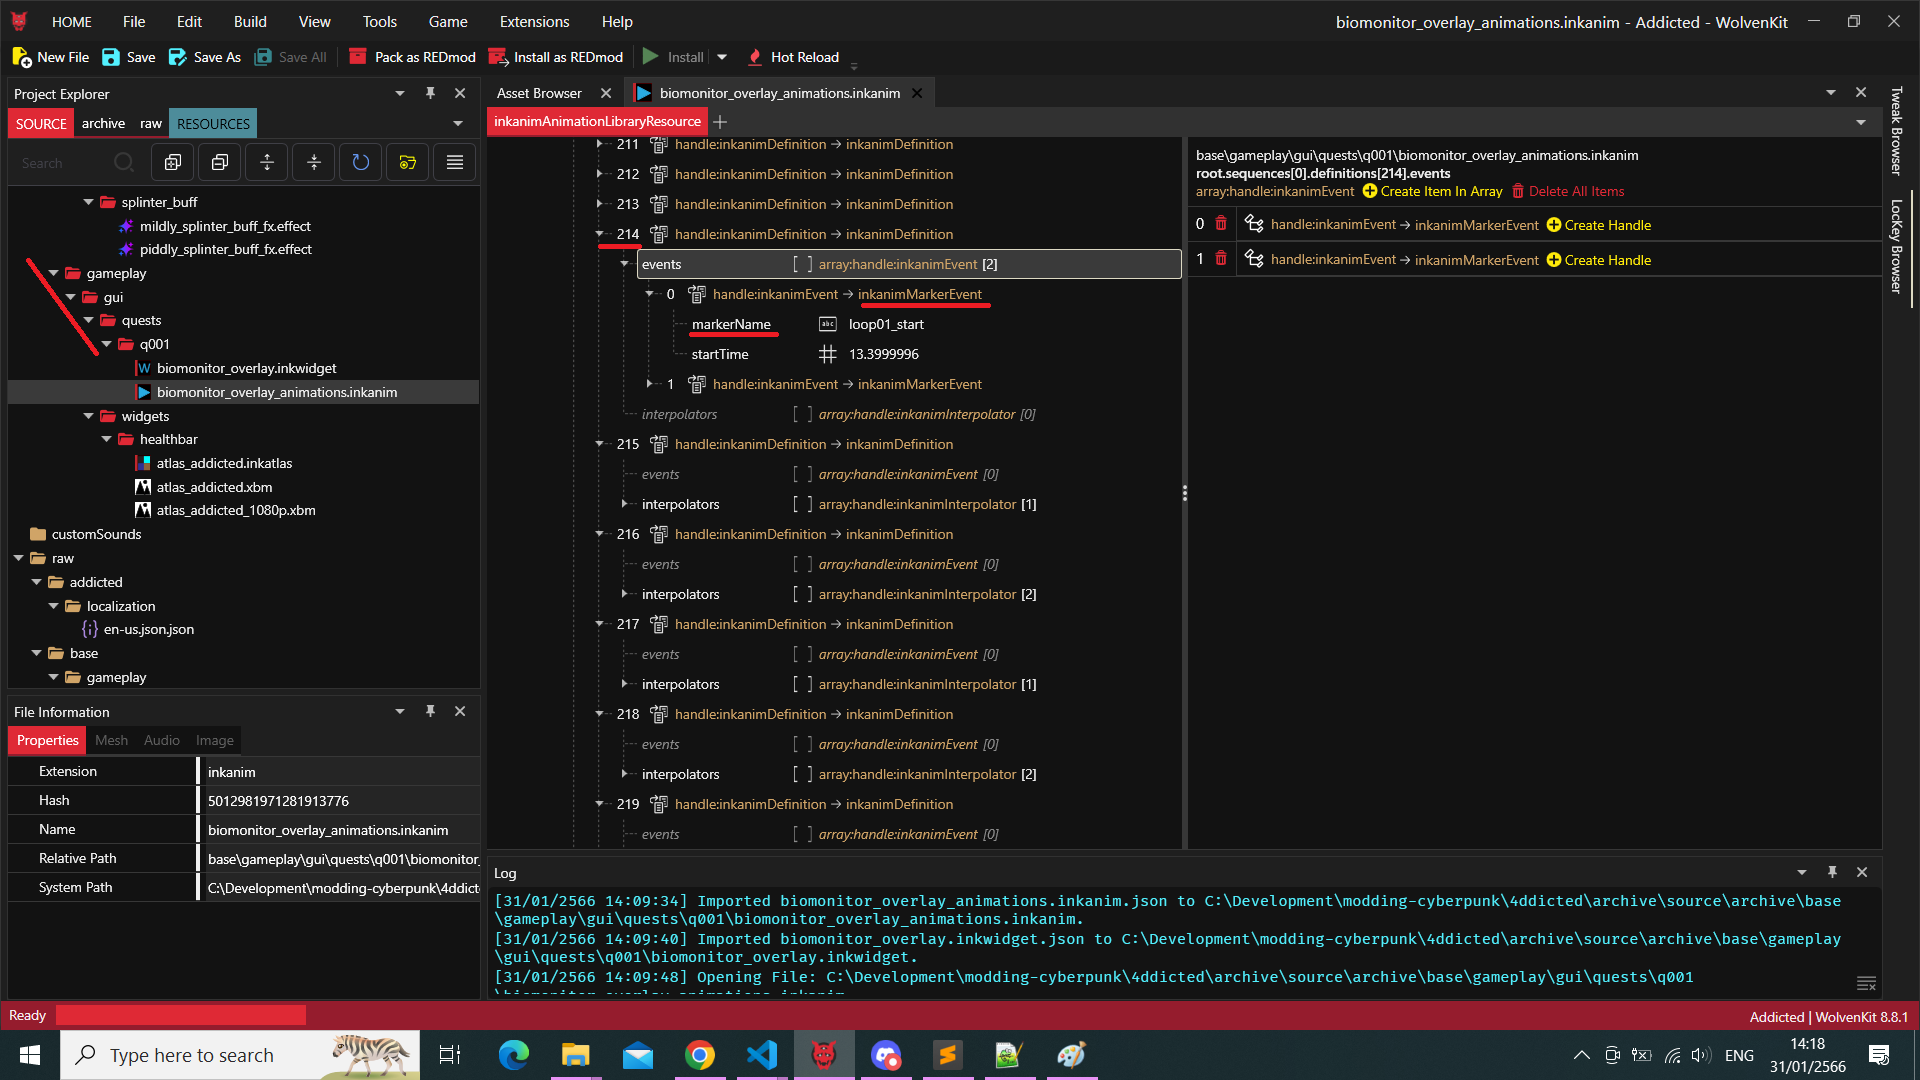 HOME File Edit Build View Tools Game Extensions Help
biomonitor_overlay_animations.inkanim - Addicted - WolvenKit
New File Save Save As Save All Pack as REDmod Install as REDmod Install Hot Reload
Project Explorer
SOURCE archive raw RESOURCES
Search
splinter_buff
mildly_splinter_buff_fx.effect
piddly_splinter_buff_fx.effect
gameplay
gui
quests
q001
biomonitor_overlay.inkwidget
biomonitor_overlay_animations.inkanim
widgets
healthbar
atlas_addicted.inkatlas
atlas_addicted.xbm
atlas_addicted_1080p.xbm
customSounds
raw
addicted
localization
en-us.json.json
base
gameplay
File Information
Properties Mesh Audio Image
Extension inkanim
Hash 5012981971281913776
Name biomonitor_overlay_animations.inkanim
Relative Path base\gameplay\gui\quests\q001\biomonitor_
System Path C:\Development\modding-cyberpunk\4ddict
Asset Browser biomonitor_overlay_animations.inkanim
inkanimAnimationLibraryResource
211 handle:inkanimDefinition → inkanimDefinition
212 handle:inkanimDefinition → inkanimDefinition
213 handle:inkanimDefinition → inkanimDefinition
214 handle:inkanimDefinition → inkanimDefinition
events [ ] array:handle:inkanimEvent [2]
0 handle:inkanimEvent → inkanimMarkerEvent
markerName abc loop01_start
startTime 13.3999996
1 handle:inkanimEvent → inkanimMarkerEvent
interpolators [ ] array:handle:inkanimInterpolator [0]
215 handle:inkanimDefinition → inkanimDefinition
events [ ] array:handle:inkanimEvent [0]
interpolators [ ] array:handle:inkanimInterpolator [1]
216 handle:inkanimDefinition → inkanimDefinition
events [ ] array:handle:inkanimEvent [0]
interpolators [ ] array:handle:inkanimInterpolator [2]
217 handle:inkanimDefinition → inkanimDefinition
events [ ] array:handle:inkanimEvent [0]
interpolators [ ] array:handle:inkanimInterpolator [1]
218 handle:inkanimDefinition → inkanimDefinition
events [ ] array:handle:inkanimEvent [0]
interpolators [ ] array:handle:inkanimInterpolator [2]
219 handle:inkanimDefinition → inkanimDefinition
events [ ] array:handle:inkanimEvent [0]
base\gameplay\gui\quests\q001\biomonitor_overlay_animations.inkanim
root.sequences[0].definitions[214].events
array:handle:inkanimEvent Create Item In Array Delete All Items
0 handle:inkanimEvent → inkanimMarkerEvent Create Handle
1 handle:inkanimEvent → inkanimMarkerEvent Create Handle
Tweak Browser
LocKey Browser
Log
[31/01/2566 14:09:34] Imported biomonitor_overlay_animations.inkanim.json to C:\Development\modding-cyberpunk\4ddicted\archive\source\archive\base
\gameplay\gui\quests\q001\biomonitor_overlay_animations.inkanim.
[31/01/2566 14:09:40] Imported biomonitor_overlay.inkwidget.json to C:\Development\modding-cyberpunk\4ddicted\archive\source\archive\base\gameplay
\gui\quests\q001\biomonitor_overlay.inkwidget.
[31/01/2566 14:09:48] Opening File: C:\Development\modding-cyberpunk\4ddicted\archive\source\archive\base\gameplay\gui\quests\q001
\biomonitor_overlay_animations.inkanim.
Ready
Addicted | WolvenKit 8.8.1
Type here to search
ENG
14:18
31/01/2566